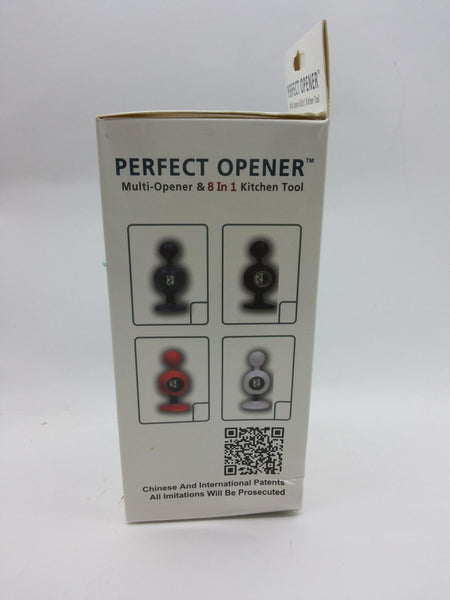 PERFECT OPENER™
PERFECT OPENER™
Multi-Opener & 8 In 1 Kitchen Tool
Chinese And International Patents
All Imitations Will Be Prosecuted